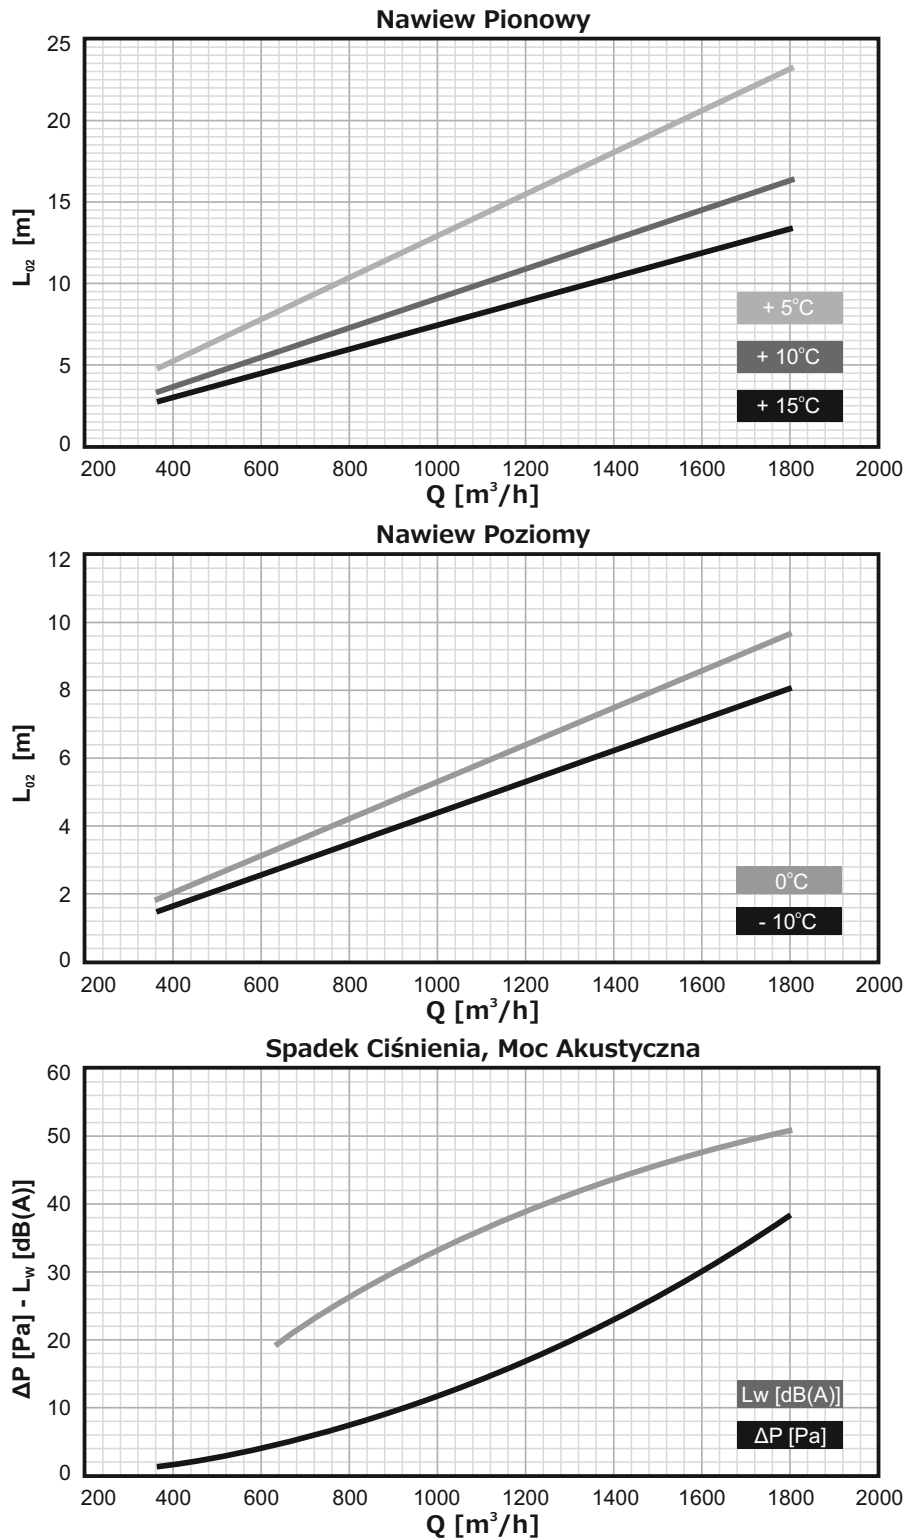 Nawiew Pionowy
25
20
15
10
5
0
L₀₂ [m]
+ 5°C
+ 10°C
+ 15°C
200 400 600 800 1000 1200 1400 1600 1800 2000
Q [m³/h]
Nawiew Poziomy
12
10
8
6
4
2
0
L₀₂ [m]
0°C
- 10°C
200 400 600 800 1000 1200 1400 1600 1800 2000
Q [m³/h]
Spadek Ciśnienia, Moc Akustyczna
60
50
40
30
20
10
0
ΔP [Pa] - Lw [dB(A)]
Lw [dB(A)]
ΔP [Pa]
200 400 600 800 1000 1200 1400 1600 1800 2000
Q [m³/h]